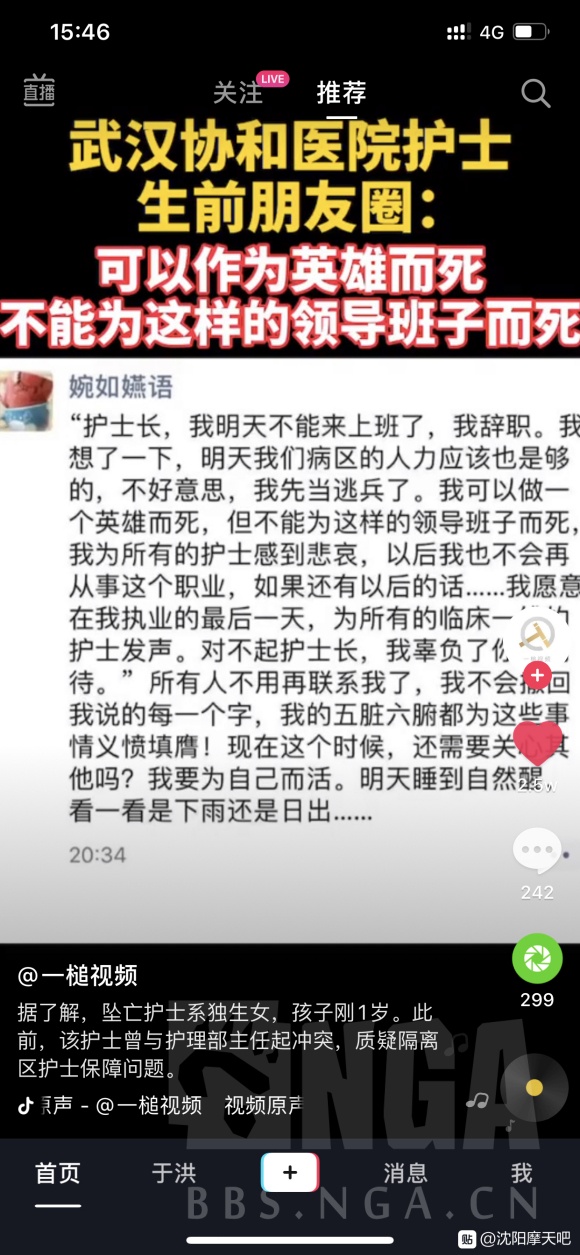 15:46
4G
直播
关注
LIVE
推荐
武汉协和医院护士
生前朋友圈：
可以作为英雄而死
不能为这样的领导班子而死
婉如嬿语
“护士长，我明天不能来上班了，我辞职。我
想了一下，明天我们病区的人力应该也是够
的，不好意思，我先当逃兵了。我可以做一
个英雄而死，但不能为这样的领导班子而死，
我为所有的护士感到悲哀，以后我也不会再
从事这个职业，如果还有以后的话……我愿意
在我执业的最后一天，为所有的临床一线的
护士发声。对不起护士长，我辜负了你
待。”所有人不用再联系我了，我不会撤回
我说的每一个字，我的五脏六腑都为这些事
情义愤填膺！现在这个时候，还需要关心其
他吗？我要为自己而活。明天睡到自然醒，
看一看是下雨还是日出……
20:34
2.5w
242
299
@一槌视频
据了解，坠亡护士系独生女，孩子刚1岁。此
前，该护士曾与护理部主任起冲突，质疑隔离
区护士保障问题。
原声 - @一槌视频 视频原声
NGA
首页
于洪
消息
我
BBS.NGA.CN
贴 @沈阳摩天吧